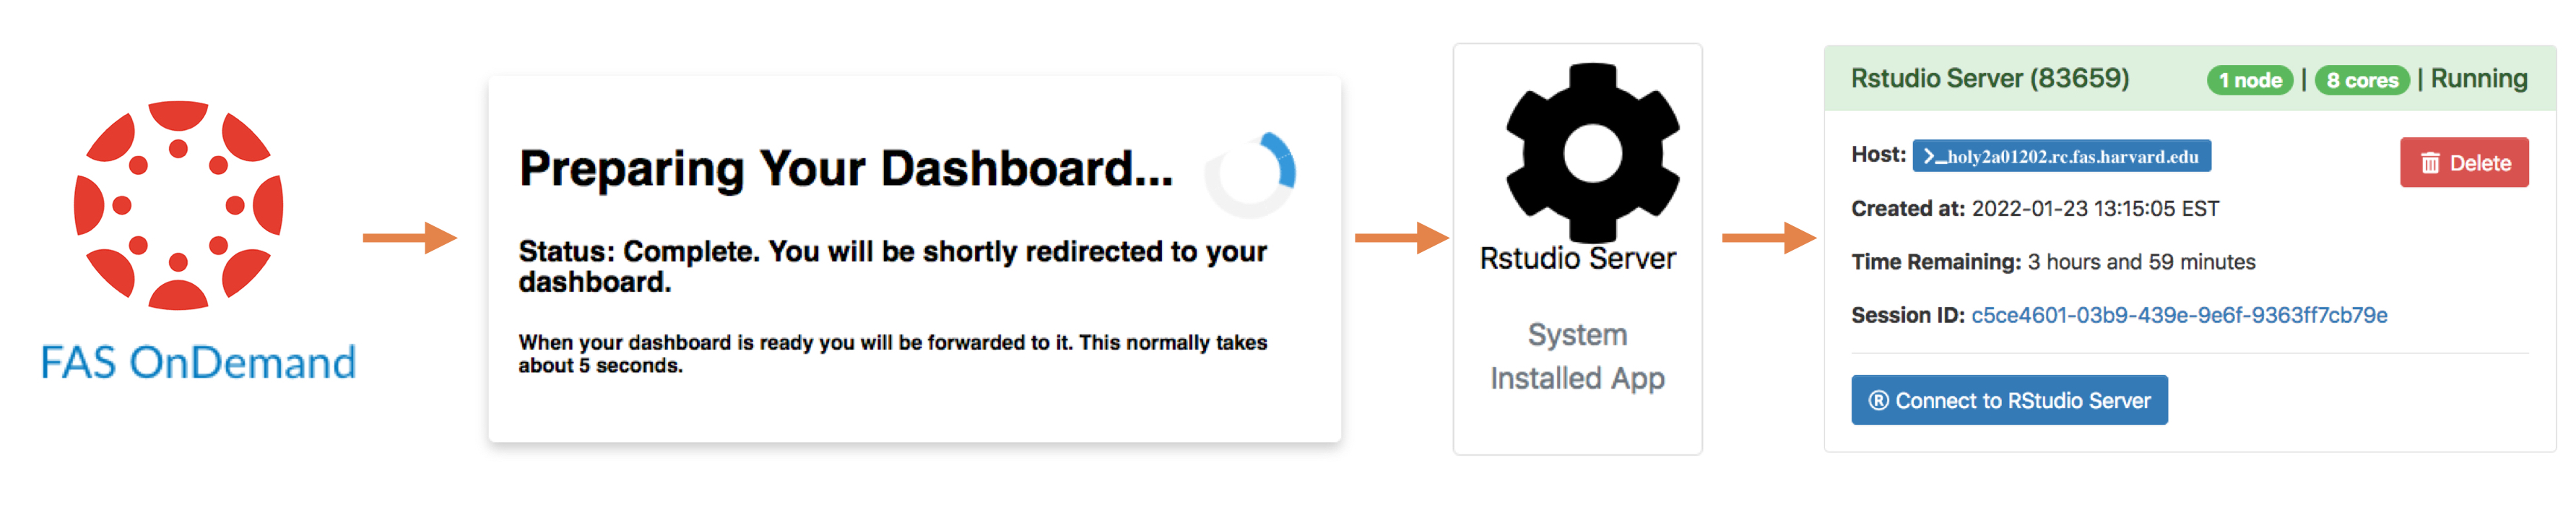 FAS OnDemand
Preparing Your Dashboard...
Status: Complete. You will be shortly redirected to your
dashboard.
When your dashboard is ready you will be forwarded to it. This normally takes
about 5 seconds.
Rstudio Server
System
Installed App
Rstudio Server (83659) 1 node | 8 cores | Running
Host: >_holy2a01202.rc.fas.harvard.edu
Delete
Created at: 2022-01-23 13:15:05 EST
Time Remaining: 3 hours and 59 minutes
Session ID: c5ce4601-03b9-439e-9e6f-9363ff7cb79e
® Connect to RStudio Server